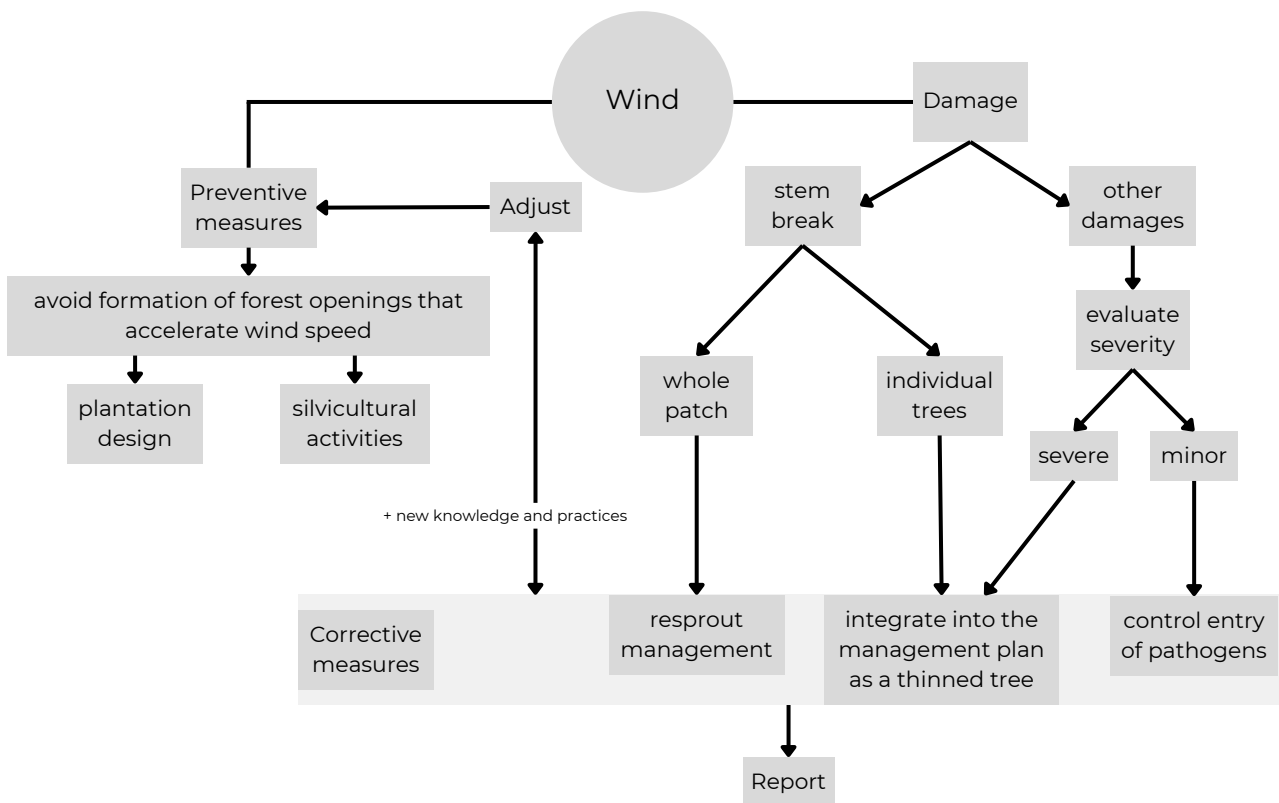 Wind
Damage
Preventive
measures
Adjust
stem
break
other
damages
avoid formation of forest openings that
accelerate wind speed
evaluate
severity
plantation
design
silvicultural
activities
whole
patch
individual
trees
severe
minor
+ new knowledge and practices
Corrective
measures
resprout
management
integrate into the
management plan
as a thinned tree
control entry
of pathogens
Report